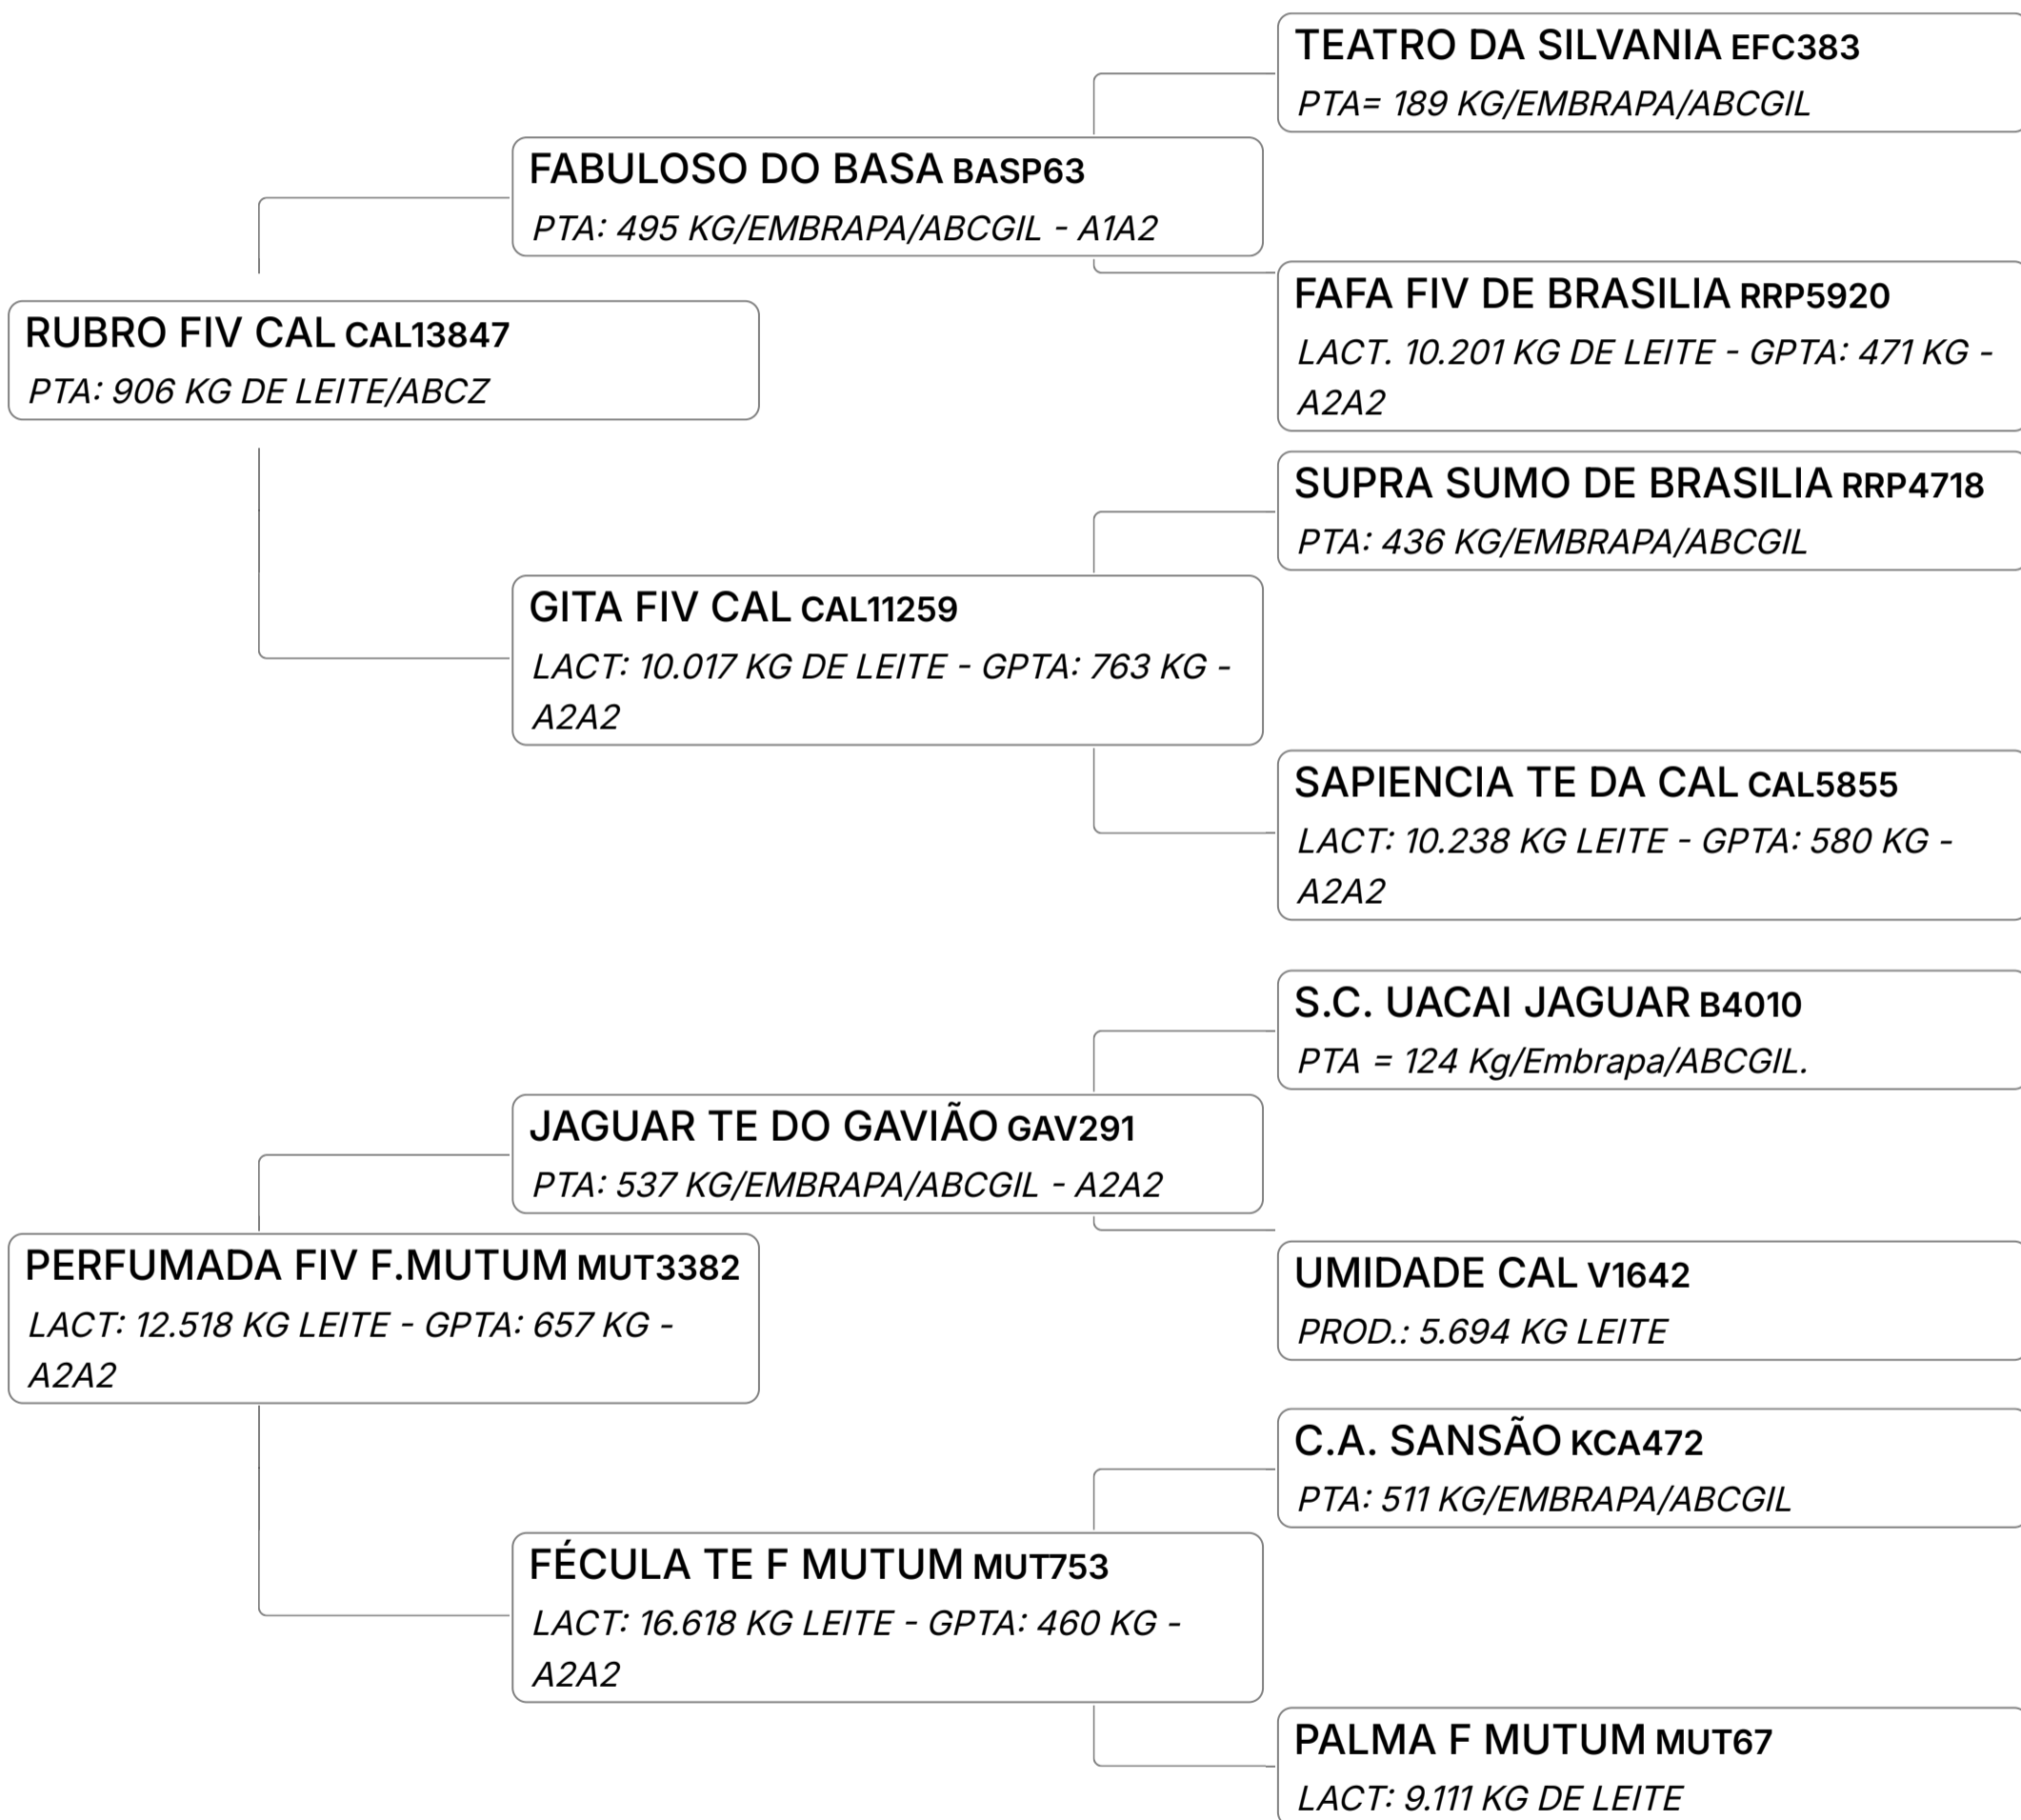 TEATRO DA SILVANIA EFC383
PTA= 189 KG/EMBRAPA/ABCGIL
FABULOSO DO BASA BASP63
PTA: 495 KG/EMBRAPA/ABCGIL - A1A2
FAFA FIV DE BRASILIA RRP5920
LACT. 10.201 KG DE LEITE - GPTA: 471 KG -
A2A2
RUBRO FIV CAL CAL13847
PTA: 906 KG DE LEITE/ABCZ
SUPRA SUMO DE BRASILIA RRP4718
PTA: 436 KG/EMBRAPA/ABCGIL
GITA FIV CAL CAL11259
LACT: 10.017 KG DE LEITE - GPTA: 763 KG -
A2A2
SAPIENCIA TE DA CAL CAL5855
LACT: 10.238 KG LEITE - GPTA: 580 KG -
A2A2
S.C. UACAI JAGUAR B4010
PTA = 124 Kg/Embrapa/ABCGIL.
JAGUAR TE DO GAVIÃO GAV291
PTA: 537 KG/EMBRAPA/ABCGIL - A2A2
UMIDADE CAL V1642
PROD.: 5.694 KG LEITE
PERFUMADA FIV F.MUTUM MUT3382
LACT: 12.518 KG LEITE - GPTA: 657 KG -
A2A2
C.A. SANSÃO KCA472
PTA: 511 KG/EMBRAPA/ABCGIL
FÉCULA TE F MUTUM MUT753
LACT: 16.618 KG LEITE - GPTA: 460 KG -
A2A2
PALMA F MUTUM MUT67
LACT: 9.111 KG DE LEITE